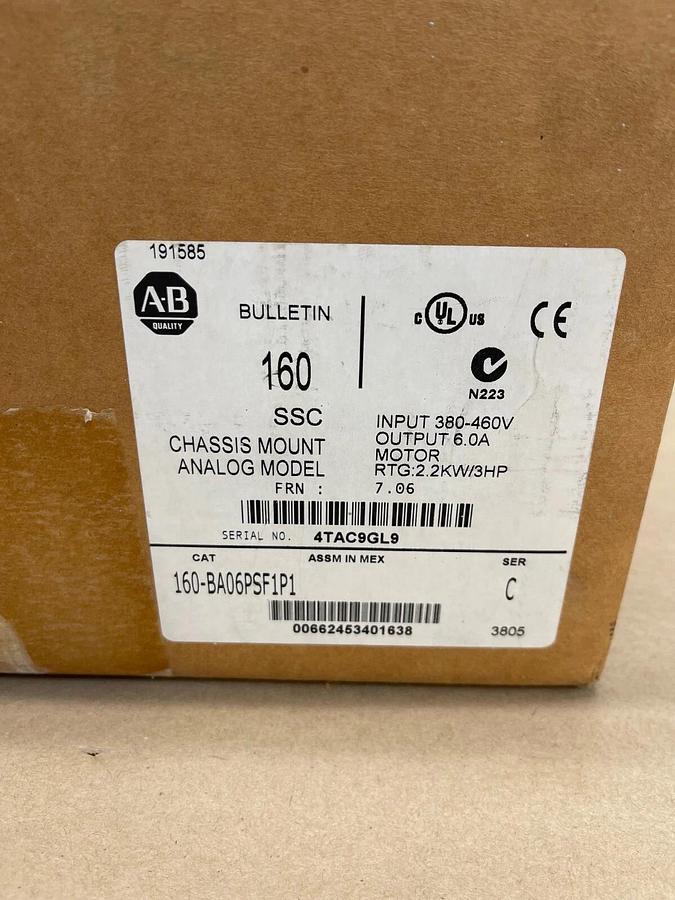 191585
A-B
QUALITY
BULLETIN
160
SSC
CHASSIS MOUNT
ANALOG MODEL
C UL US
CE
N223
INPUT 380-460V
OUTPUT 6.0A
MOTOR
RTG:2.2KW/3HP
FRN : 7.06
SERIAL NO. 4TAC9GL9
CAT ASSM IN MEX SER
160-BA06PSF1P1 C
00662453401638 3805